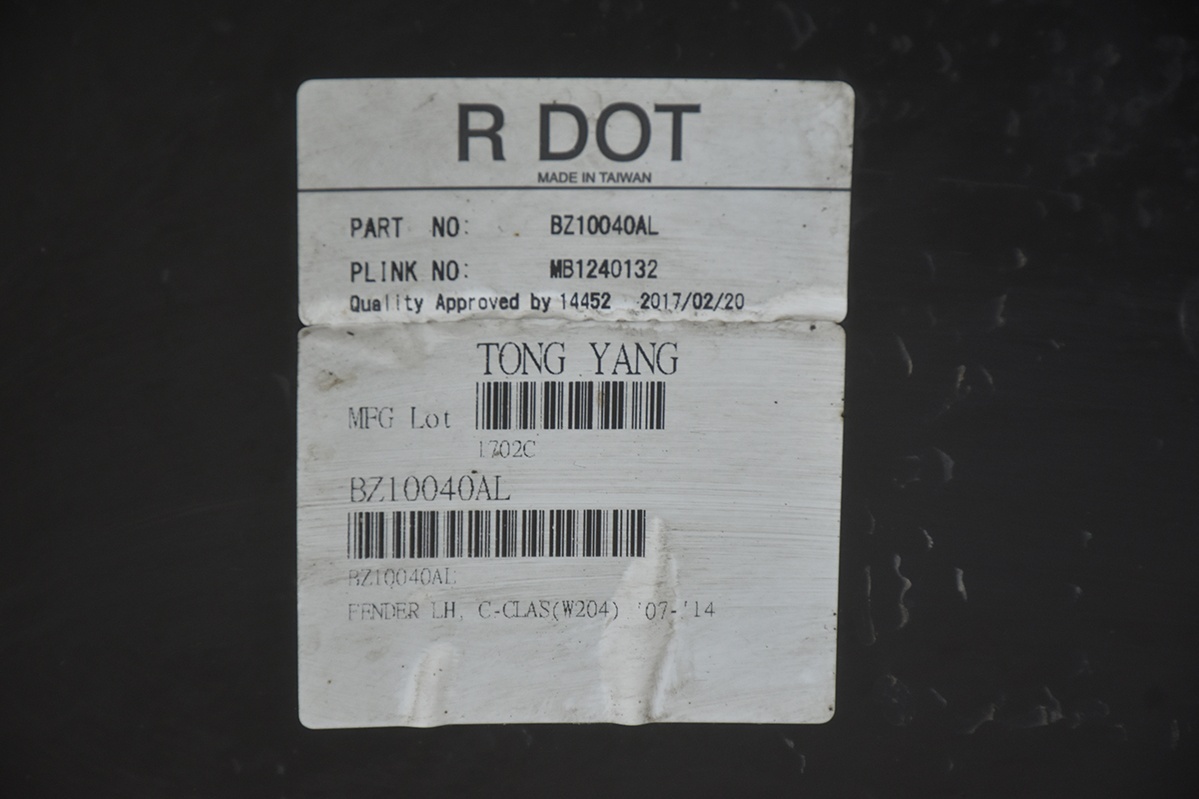 R DOT
MADE IN TAIWAN
PART NO: BZ10040AL
PLINK NO: MB1240132
Quality Approved by 14452 2017/02/20
TONG YANG
MFG Lot
1702C
BZ10040AL
BZ10040AL
FENDER LH, C-CLAS(W204) '07-'14